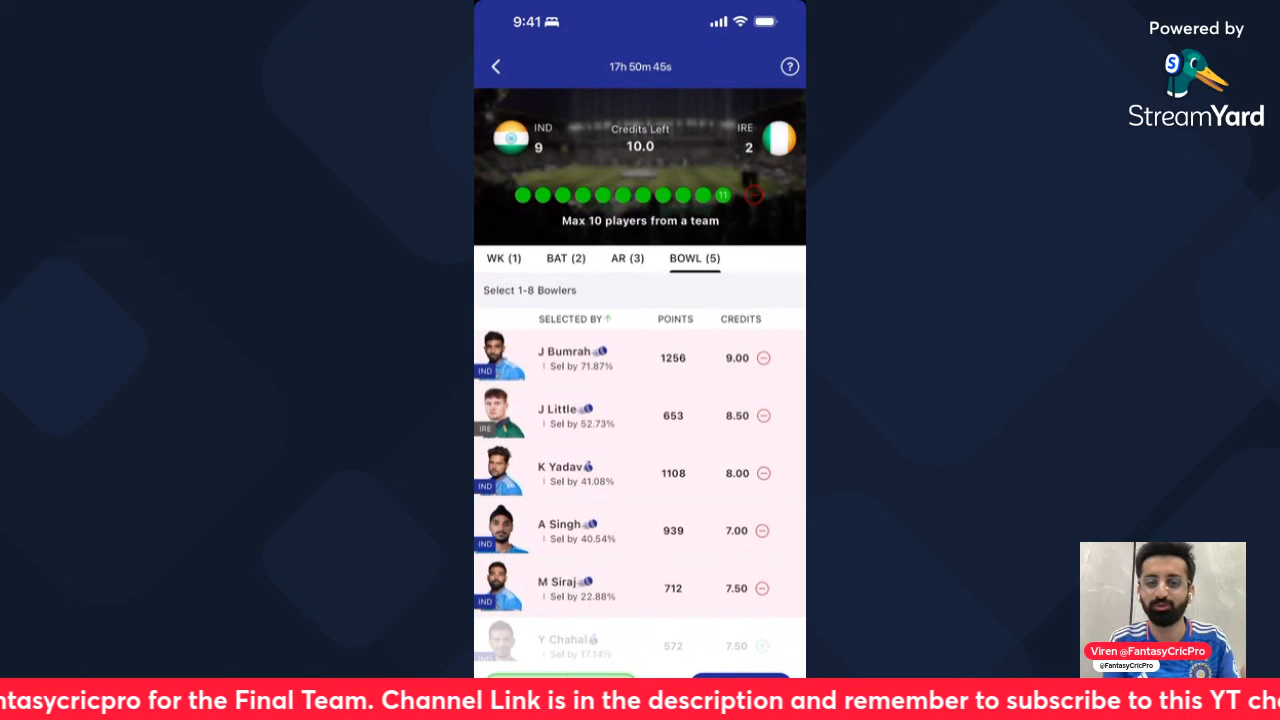 Powered by
StreamYard
9:41
17h 50m 45s
?
IND
9
Credits Left
10.0
IRE
2
11
Max 10 players from a team
WK (1) BAT (2) AR (3) BOWL (5)
Select 1-8 Bowlers
SELECTED BY↑ POINTS CREDITS
J Bumrah
Sel by 71.87%
1256 9.00
IND
J Little
Sel by 52.73%
653 8.50
IRE
K Yadav
Sel by 41.08%
1108 8.00
IND
A Singh
Sel by 40.54%
939 7.00
IND
M Siraj
Sel by 22.88%
712 7.50
IND
Y Chahal
Sel by 17.14%
572 7.50
IND
Viren @FantasyCricPro
@FantasyCricPro
ntasycricpro for the Final Team. Channel Link is in the description and remember to subscribe to this YT cha